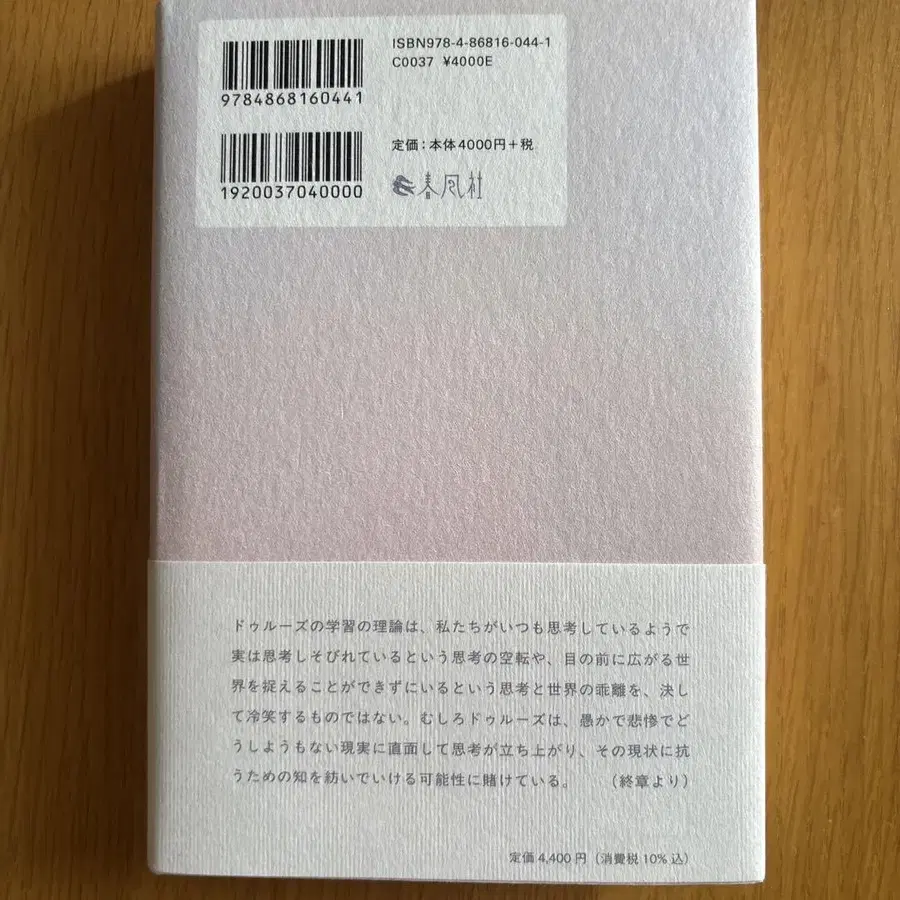 ISBN978-4-86816-044-1
C0037 ¥4000E
9784868160441
定価：本体4000円＋税
1920037040000
春風社
ドゥルーズの学習の理論は、私たちがいつも思考しているようで
実は思考しそびれているという思考の空転や、目の前に広がる世
界を捉えることができずにいるという思考と世界の乖離を、決し
て冷笑するものではない。むしろドゥルーズは、愚かで悲惨でど
うしようもない現実に直面して思考が立ち上がり、その現状に抗
うための知を紡いでいける可能性に賭けている。　（終章より）
定価 4,400 円（消費税 10% 込）